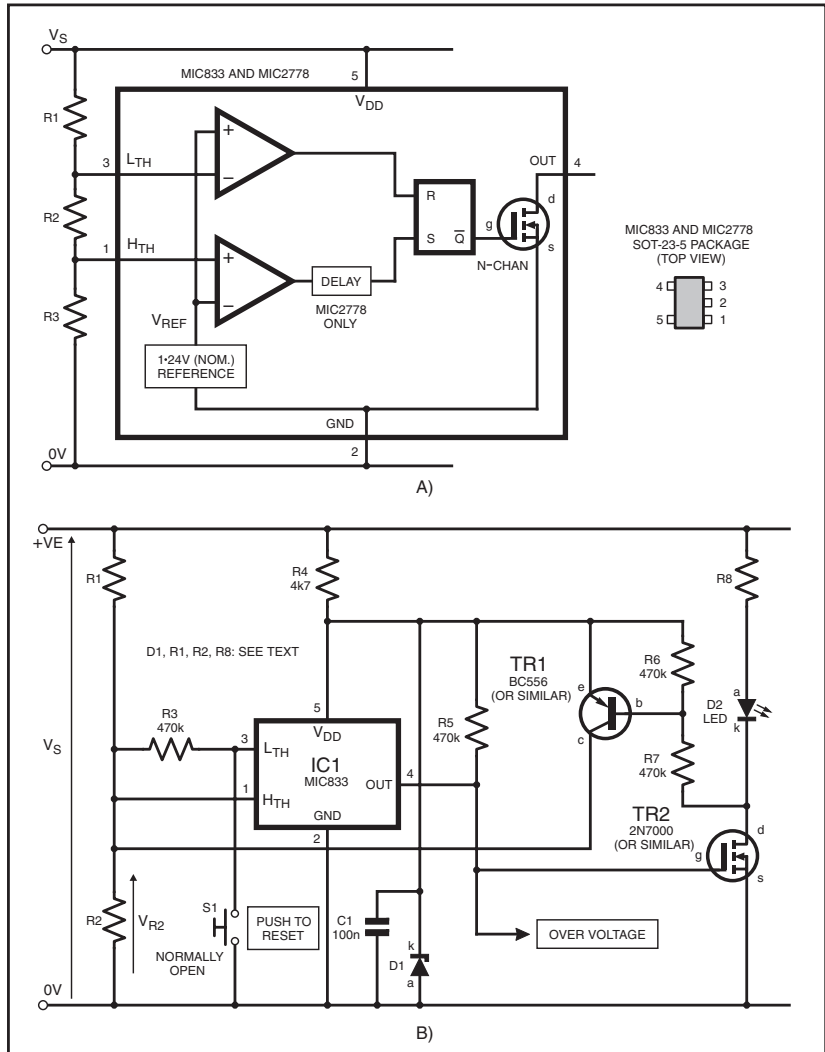 VS
MIC833 AND MIC2778
5
VDD
R1
3
LTH
+
−
R
OUT
4
R2
g
d
1
HTH
+
S
Q
s
N-CHAN
DELAY
R3
−
MIC2778
ONLY
VREF
1•24V (NOM.)
REFERENCE
GND
0V
2
MIC833 AND MIC2778
SOT-23-5 PACKAGE
(TOP VIEW)
4
3
2
5
1
A)
+VE
R1
R4
4k7
R8
D1, R1, R2, R8: SEE TEXT
TR1
BC556
(OR SIMILAR)
e
b
c
R6
470k
a
D2
LED
k
R3
470k
5
VDD
VS
3
LTH
IC1
MIC833
R5
470k
R7
470k
1
HTH
OUT
4
GND
2
TR2
2N7000
(OR SIMILAR)
d
g
s
R2
VR2
S1
PUSH TO
RESET
NORMALLY
OPEN
C1
100n
k
D1
a
OVER VOLTAGE
0V
B)